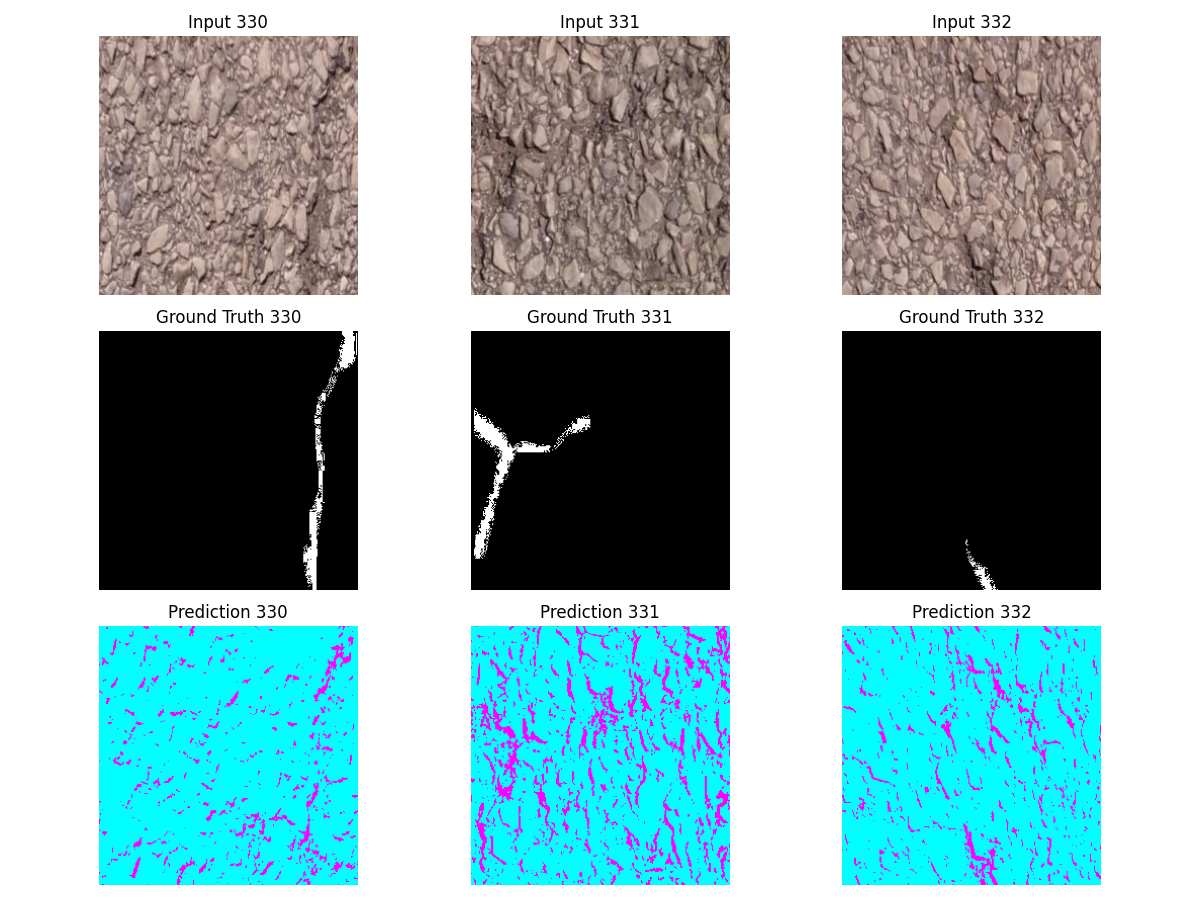 Input 330
Input 331
Input 332
Ground Truth 330
Ground Truth 331
Ground Truth 332
Prediction 330
Prediction 331
Prediction 332